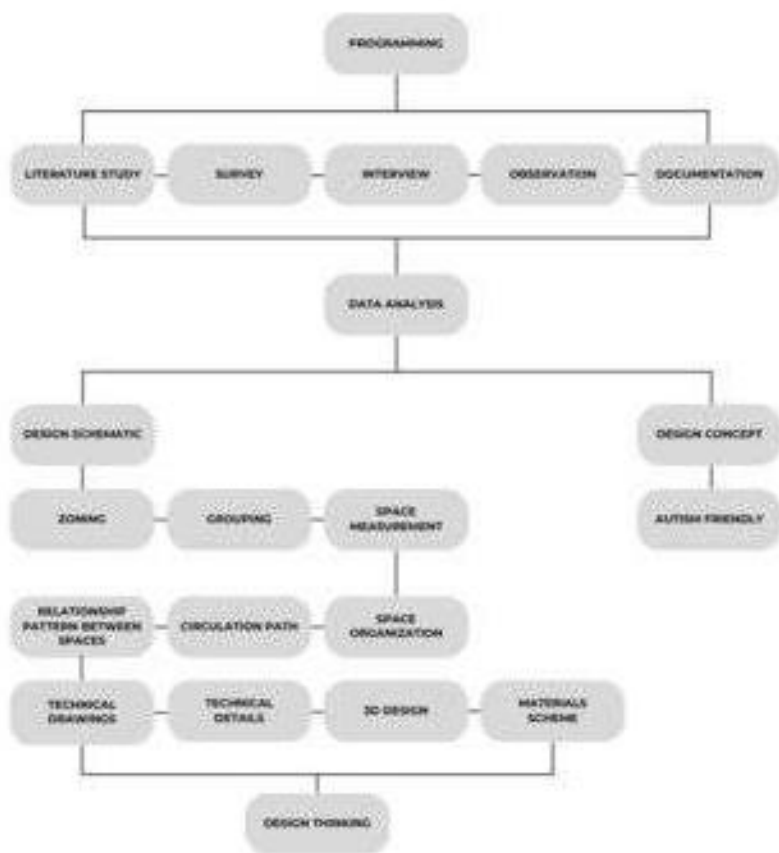 PROGRAMMING
LITERATURE STUDY
SURVEY
INTERVIEW
OBSERVATION
DOCUMENTATION
DATA ANALYSIS
DESIGN SCHEMATIC
DESIGN CONCEPT
ZONING
GROUPING
SPACE
MEASUREMENT
AUTISM FRIENDLY
RELATIONSHIP
PATTERN BETWEEN
SPACES
CIRCULATION PATH
SPACE
ORGANIZATION
TECHNICAL
DRAWINGS
TECHNICAL
DETAILS
3D DESIGN
MATERIALS
SCHEME
DESIGN THINKING